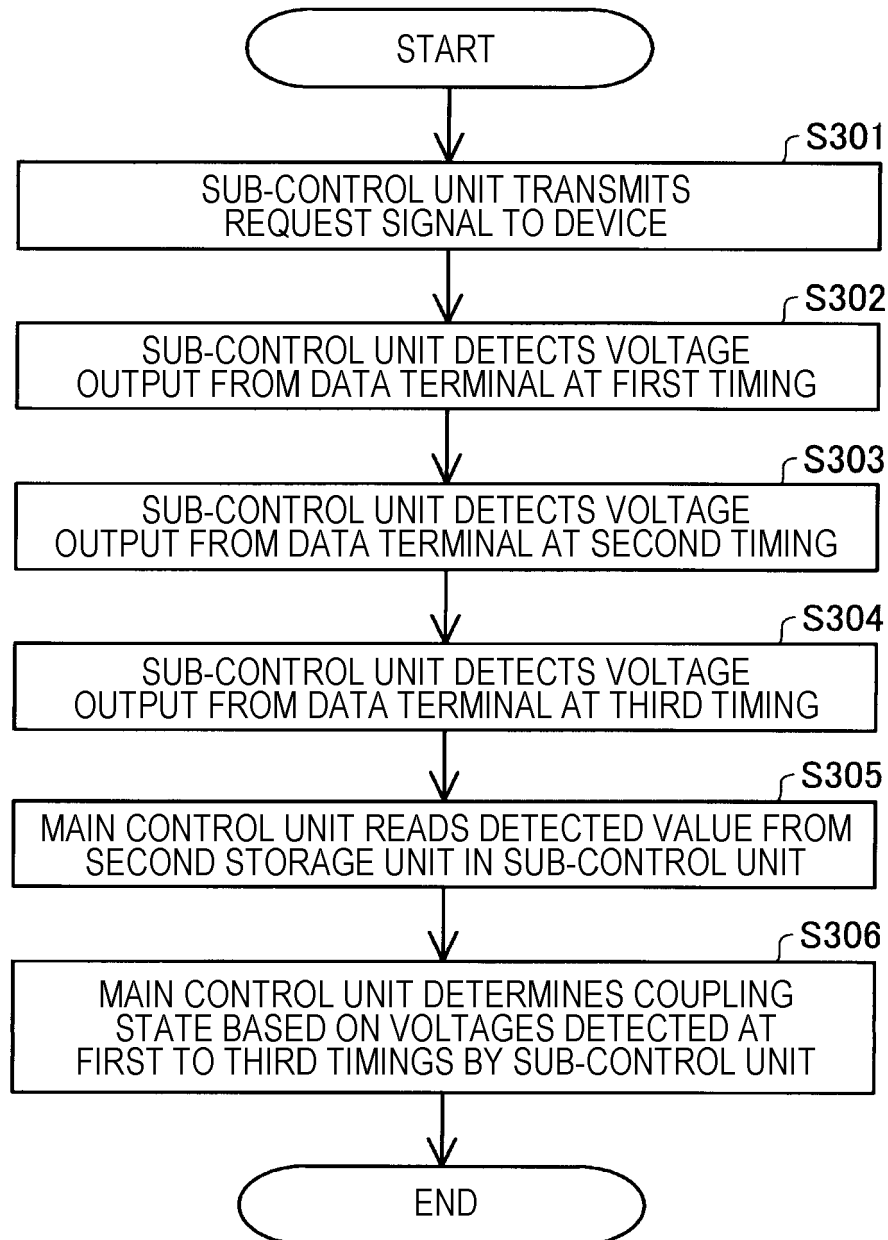 START
S301
SUB-CONTROL UNIT TRANSMITS
REQUEST SIGNAL TO DEVICE
S302
SUB-CONTROL UNIT DETECTS VOLTAGE
OUTPUT FROM DATA TERMINAL AT FIRST TIMING
S303
SUB-CONTROL UNIT DETECTS VOLTAGE
OUTPUT FROM DATA TERMINAL AT SECOND TIMING
S304
SUB-CONTROL UNIT DETECTS VOLTAGE
OUTPUT FROM DATA TERMINAL AT THIRD TIMING
S305
MAIN CONTROL UNIT READS DETECTED VALUE FROM
SECOND STORAGE UNIT IN SUB-CONTROL UNIT
S306
MAIN CONTROL UNIT DETERMINES COUPLING
STATE BASED ON VOLTAGES DETECTED AT
FIRST TO THIRD TIMINGS BY SUB-CONTROL UNIT
END